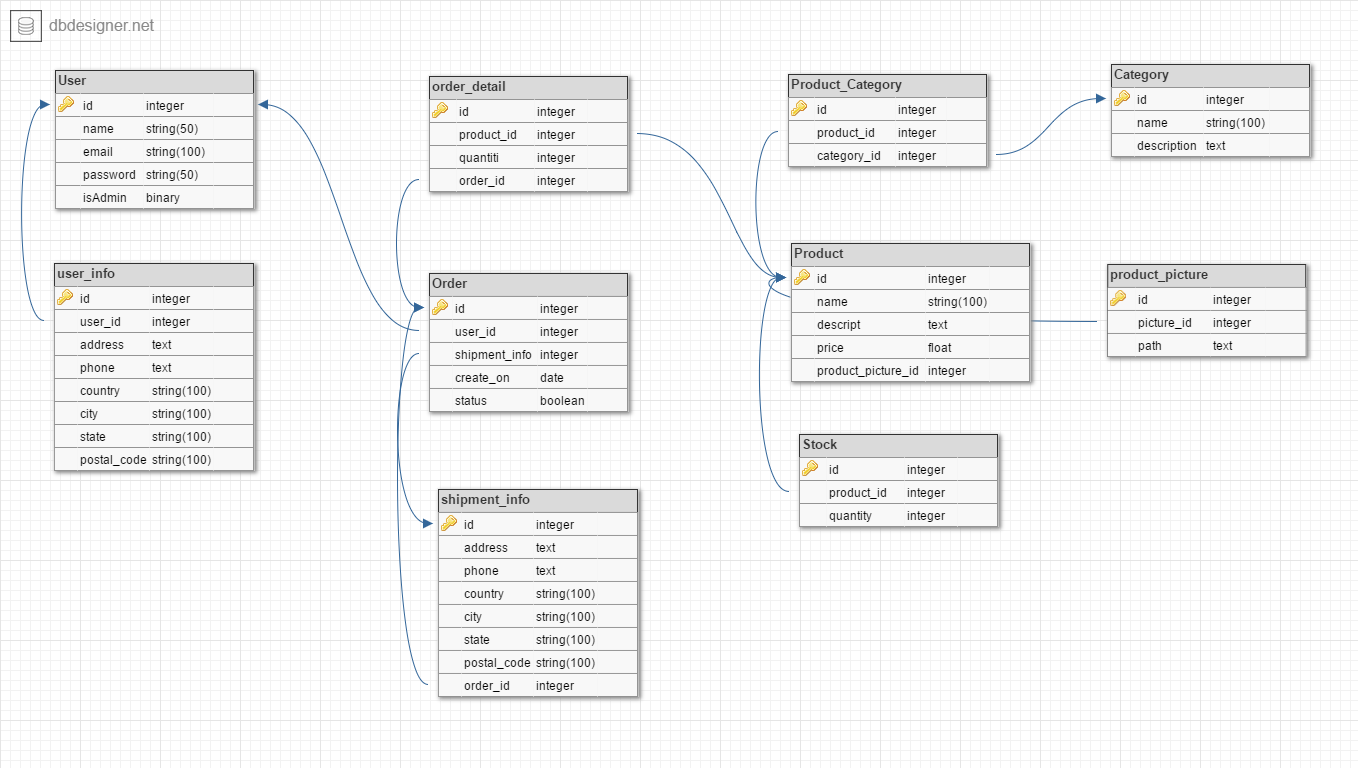 dbdesigner.net
User
id integer
name string(50)
email string(100)
password string(50)
isAdmin binary
user_info
id integer
user_id integer
address text
phone text
country string(100)
city string(100)
state string(100)
postal_code string(100)
order_detail
id integer
product_id integer
quantiti integer
order_id integer
Order
id integer
user_id integer
shipment_info integer
create_on date
status boolean
shipment_info
id integer
address text
phone text
country string(100)
city string(100)
state string(100)
postal_code string(100)
order_id integer
Product_Category
id integer
product_id integer
category_id integer
Product
id integer
name string(100)
descript text
price float
product_picture_id integer
Stock
id integer
product_id integer
quantity integer
Category
id integer
name string(100)
description text
product_picture
id integer
picture_id integer
path text